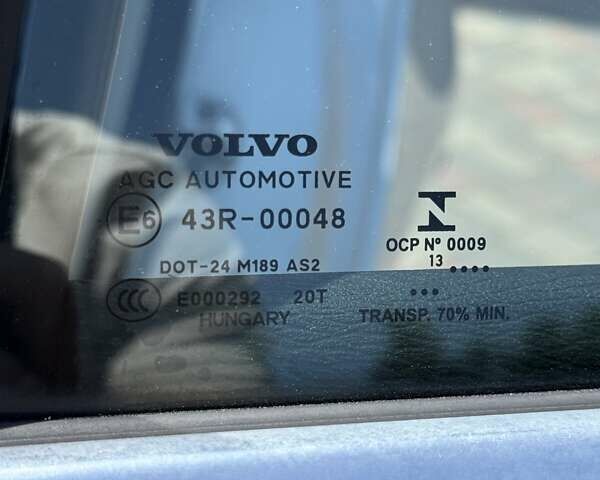 VOLVO
AGC AUTOMOTIVE
E6 43R-00048
DOT-24 M189 AS2
CCC E000292 20T
HUNGARY
N
OCP Nº 0009
13
TRANSP. 70% MIN.